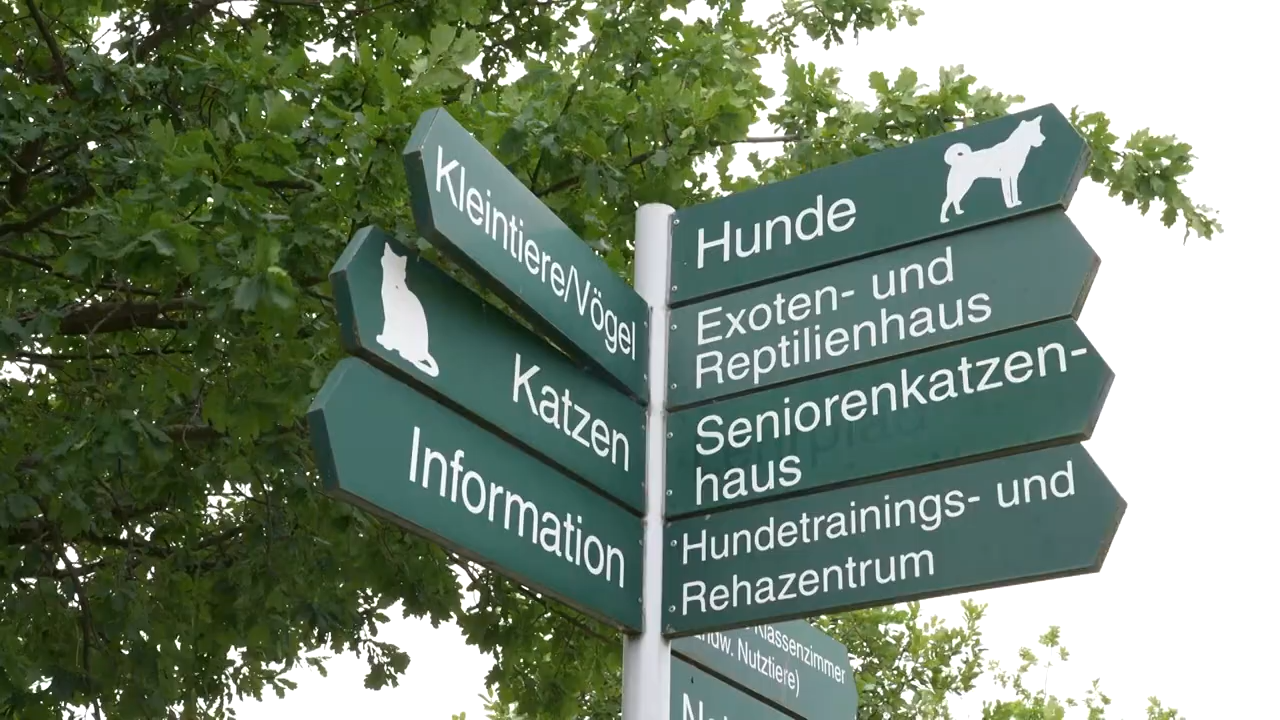 Kleintiere/Vögel
Katzen
Information
Hunde
Exoten- und
Reptilienhaus
Seniorenkatzen-
haus
Hundetrainings- und
Rehazentrum
Klassenzimmer
Nutztiere)